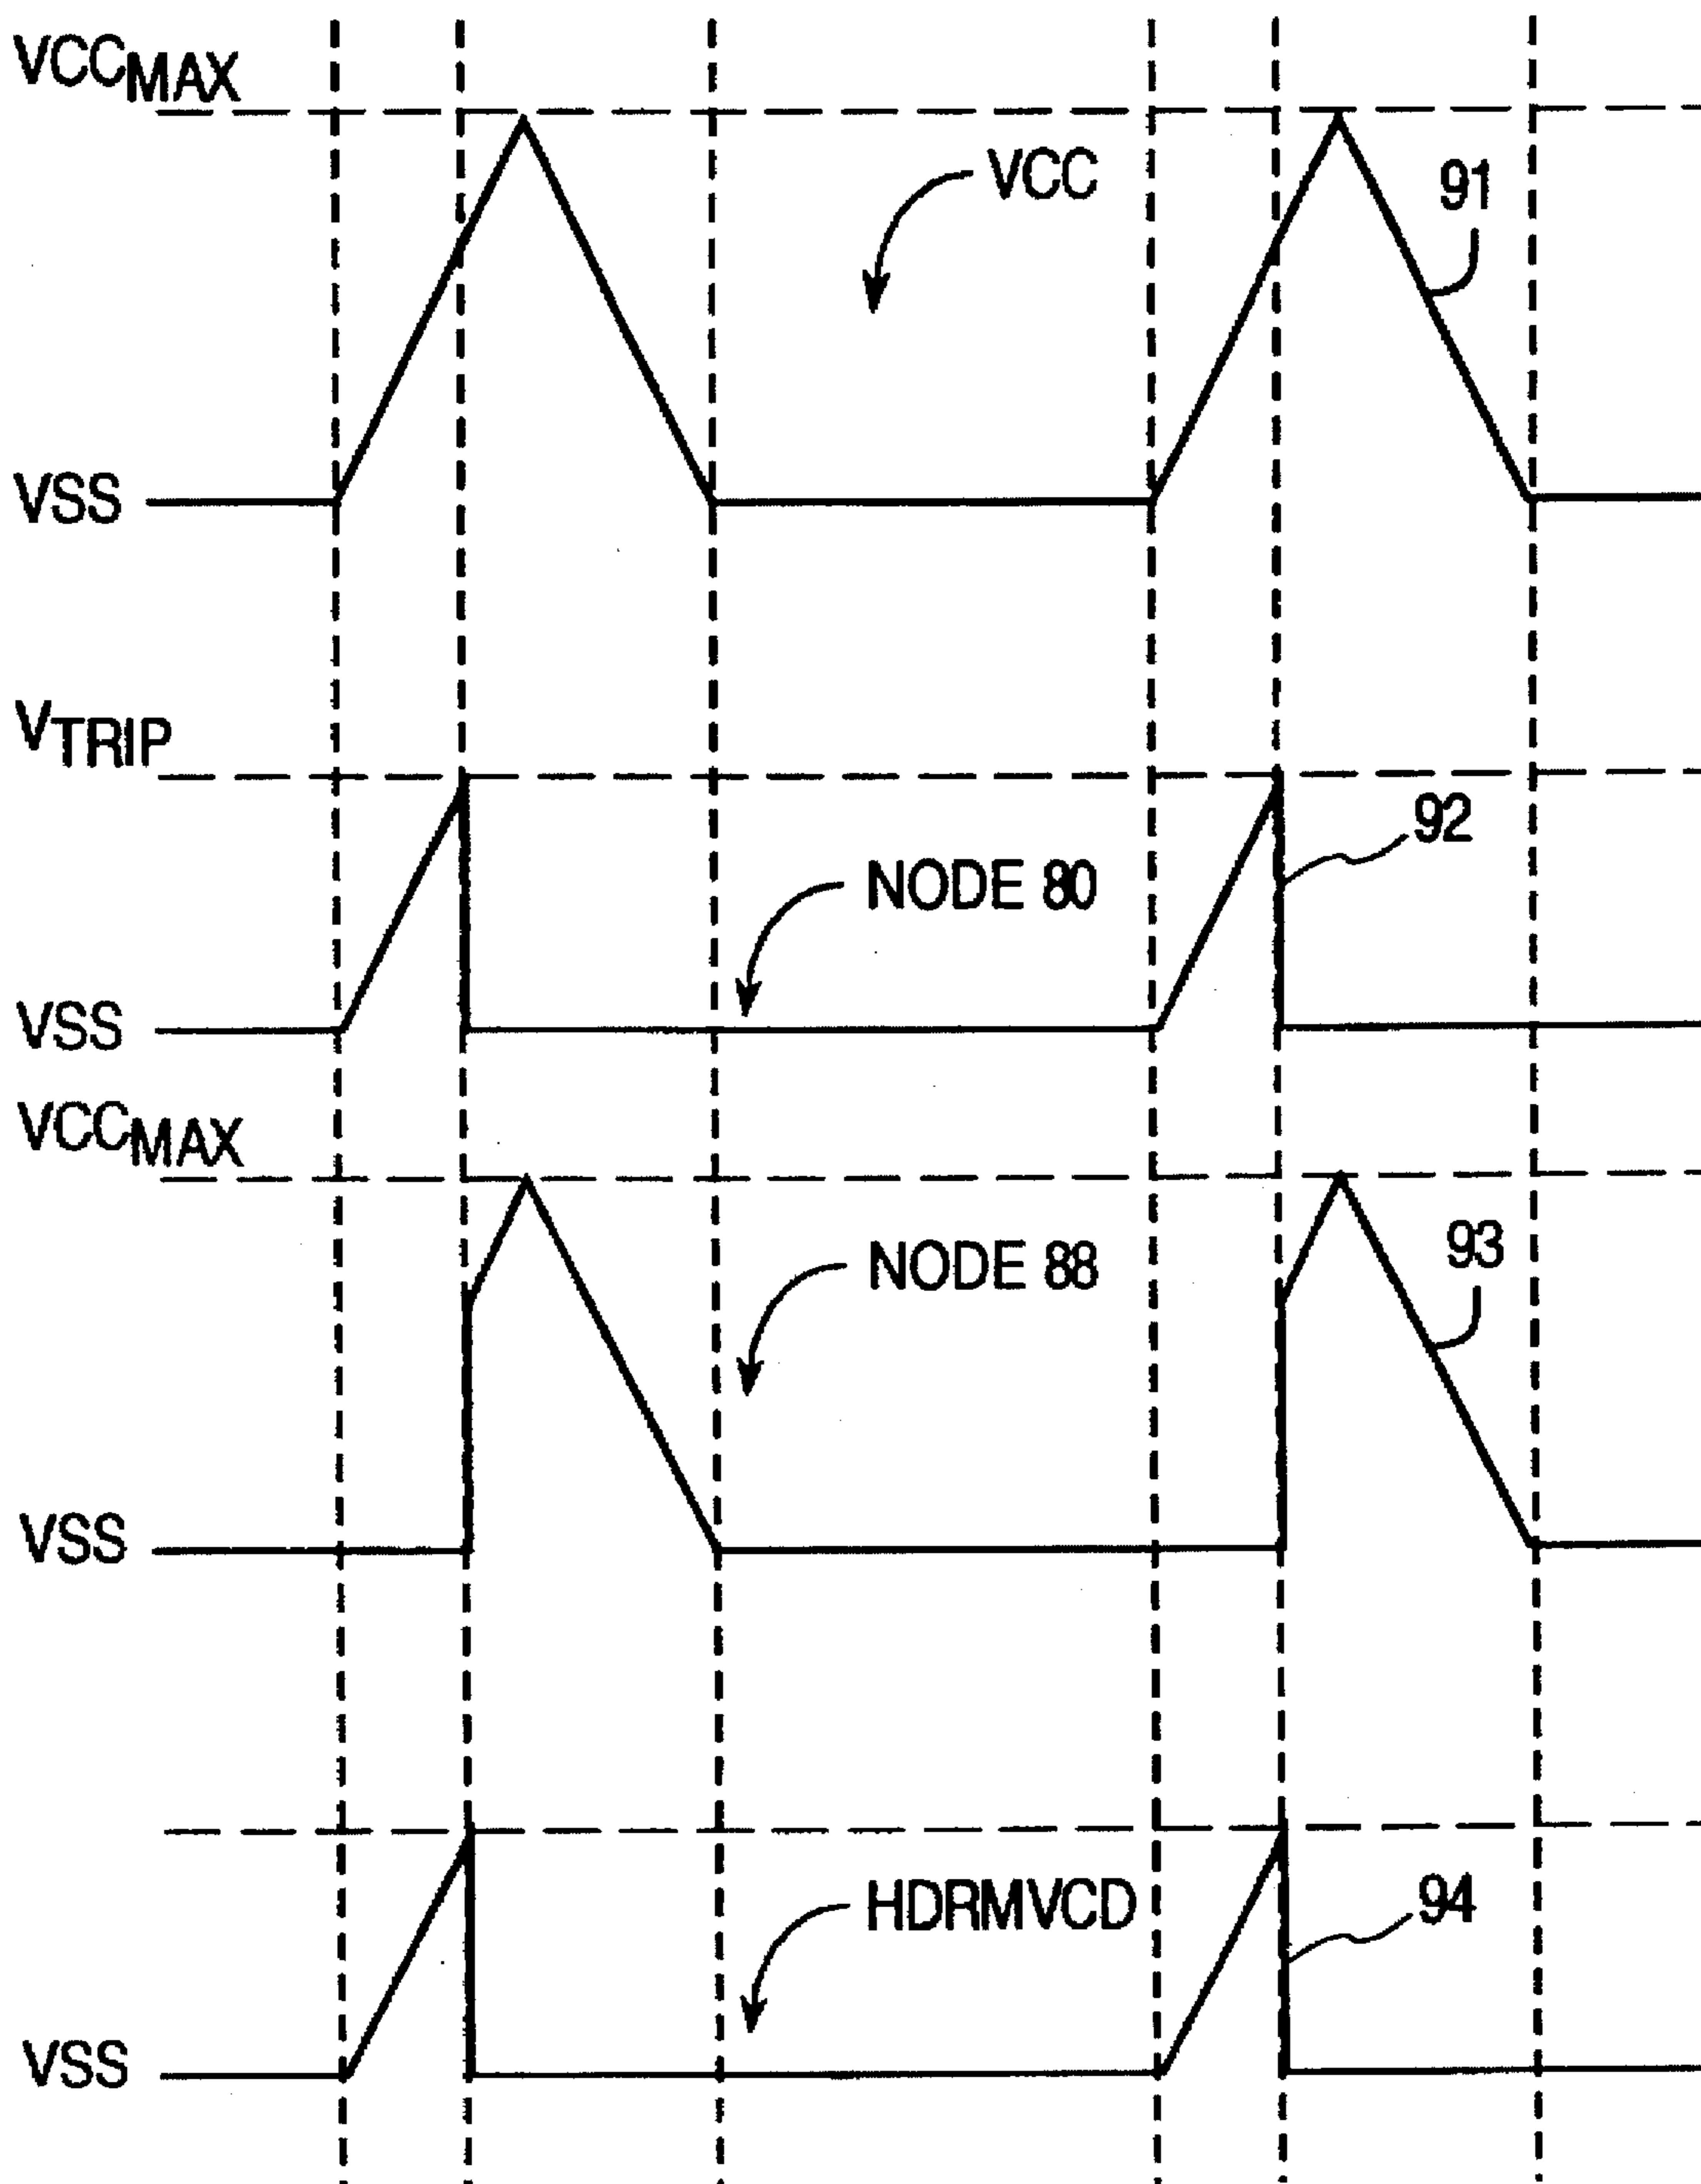 VCCMAX
VCC
91
VSS
VTRIP
92
NODE 80
VSS
VCCMAX
NODE 88
93
VSS
HDRMVCD
94
VSS